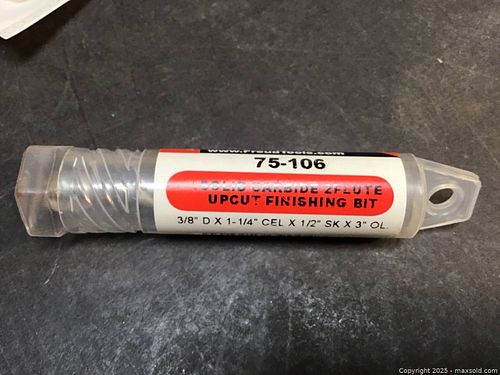 www.FreudTools.com
75-106
SOLID CARBIDE 2FLUTE
UPCUT FINISHING BIT
3/8" D X 1-1/4" CEL X 1/2" SK X 3" OL.
Copyright 2025 - maxsold.com